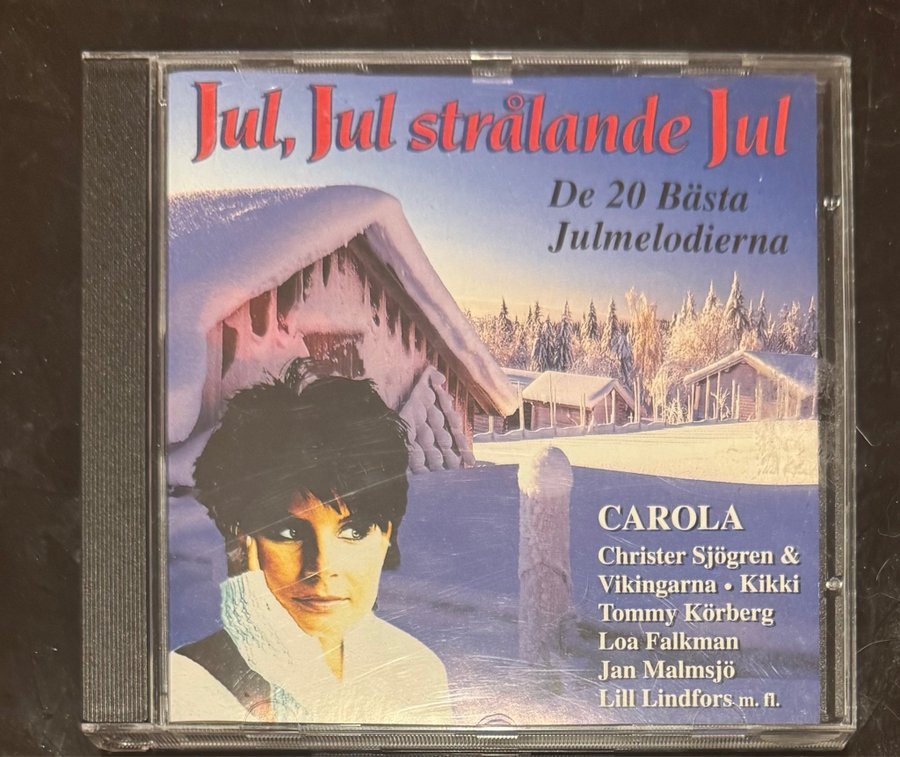 Jul, Jul strålande Jul
De 20 Bästa
Julmelodierna
CAROLA
Christer Sjögren &
Vikingarna • Kikki
Tommy Körberg
Loa Falkman
Jan Malmsjö
Lill Lindfors m. fl.